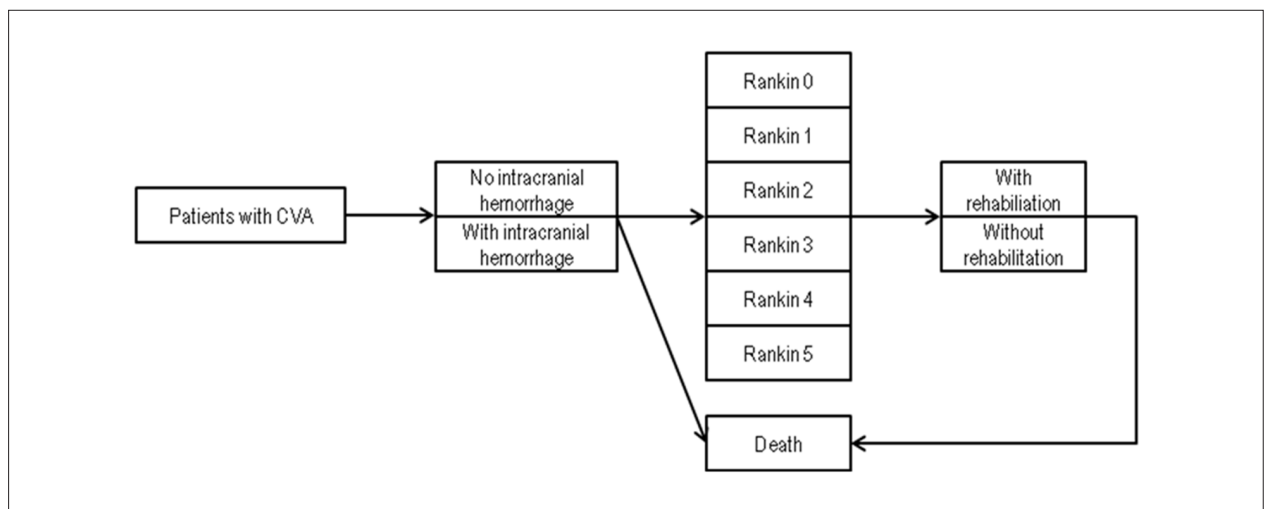 Patients with CVA
No intracranial
hemorrhage
With intracranial
hemorrhage
Rankin 0
Rankin 1
Rankin 2
Rankin 3
Rankin 4
Rankin 5
Death
With
rehabiliation
Without
rehabilitation